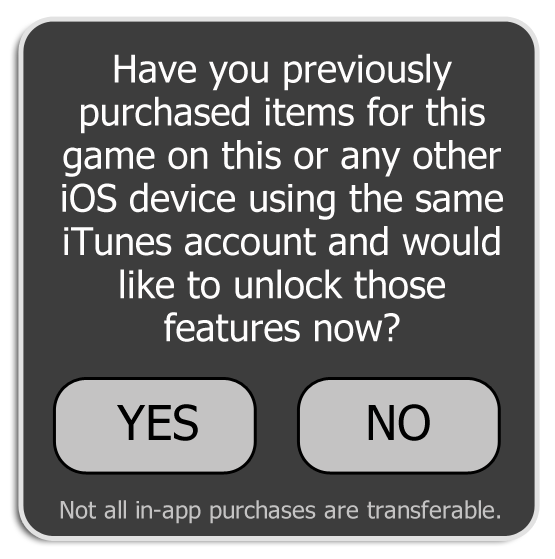 Have you previously
purchased items for this
game on this or any other
iOS device using the same
iTunes account and would
like to unlock those
features now?
YES
NO
Not all in-app purchases are transferable.